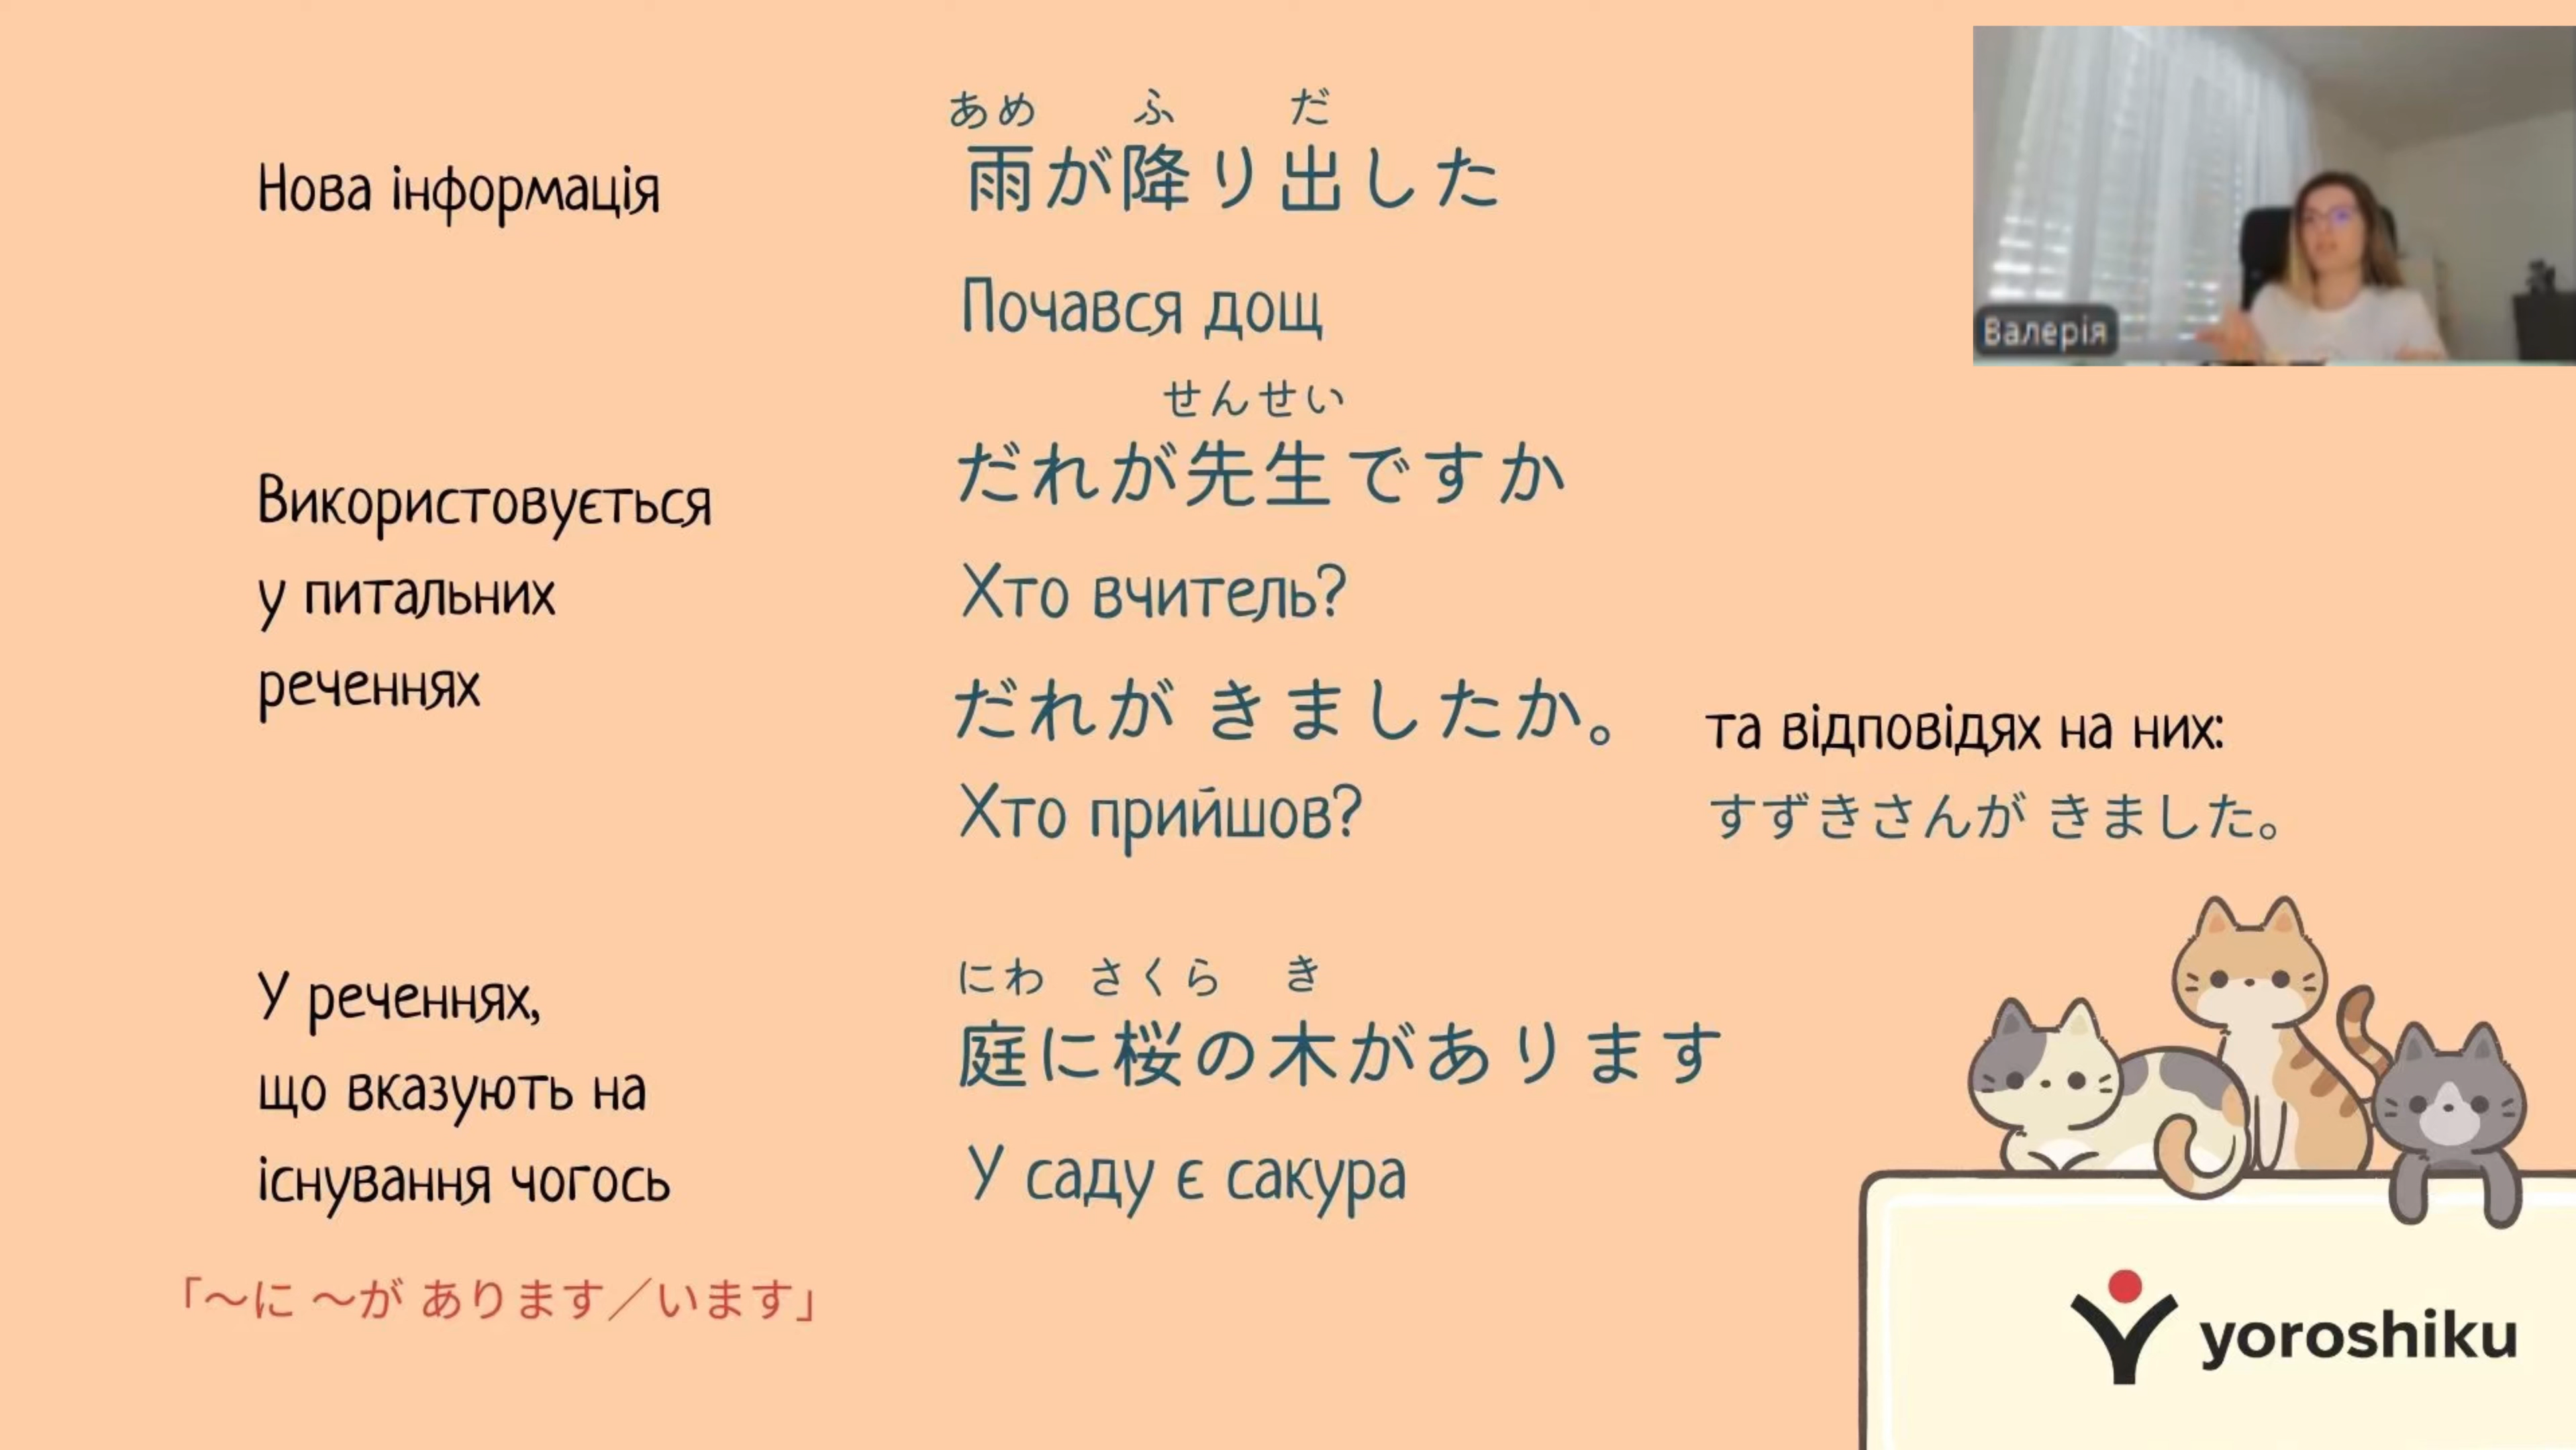 あめ ふ だ
Нова інформація
雨が降り出した
Почався дощ
Валерія
せんせい
だれが先生ですか
Використовується
у питальних
реченнях
Хто вчитель?
だれが きましたか。
та відповідях на них:
Хто прийшов?
すずきさんが きました。
にわ さくら き
У реченнях,
що вказують на
існування чогось
庭に桜の木があります
У саду є сакура
「～に ～が あります／います」
yoroshiku